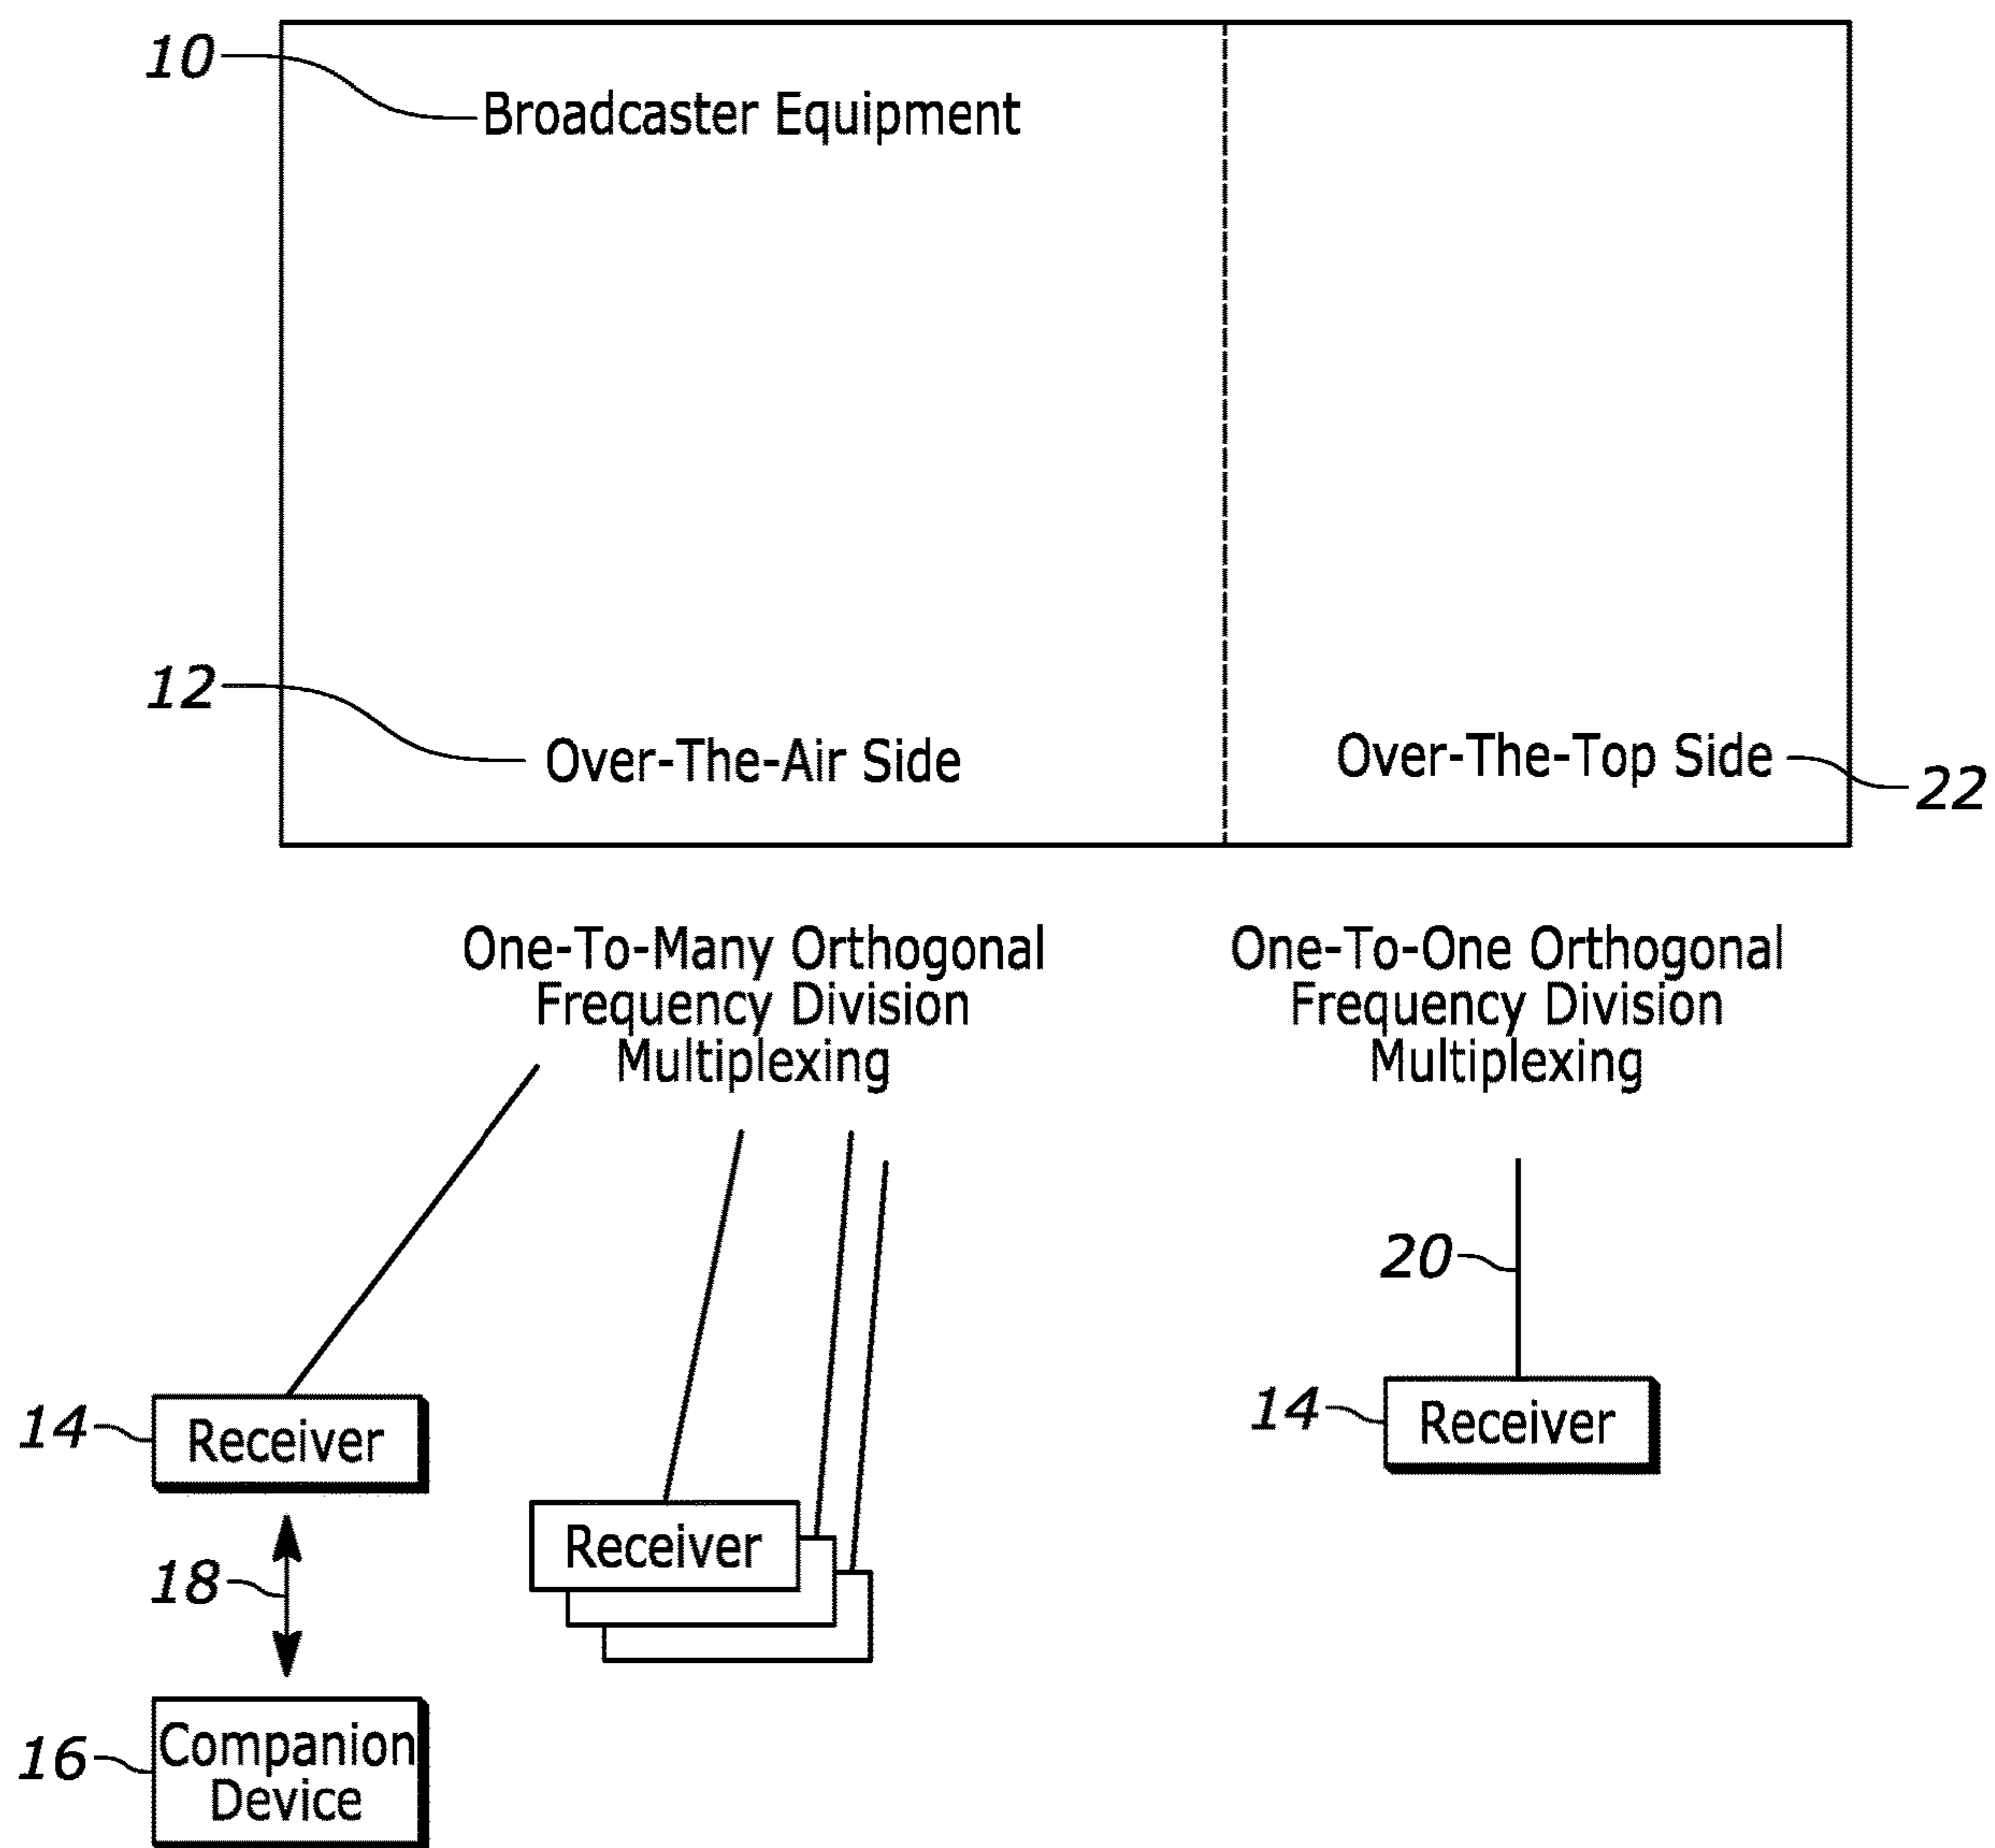 10
Broadcaster Equipment
12
Over-The-Air Side
Over-The-Top Side
22
One-To-Many Orthogonal
Frequency Division
Multiplexing
One-To-One Orthogonal
Frequency Division
Multiplexing
20
14
Receiver
14
Receiver
Receiver
18
16
Companion
Device